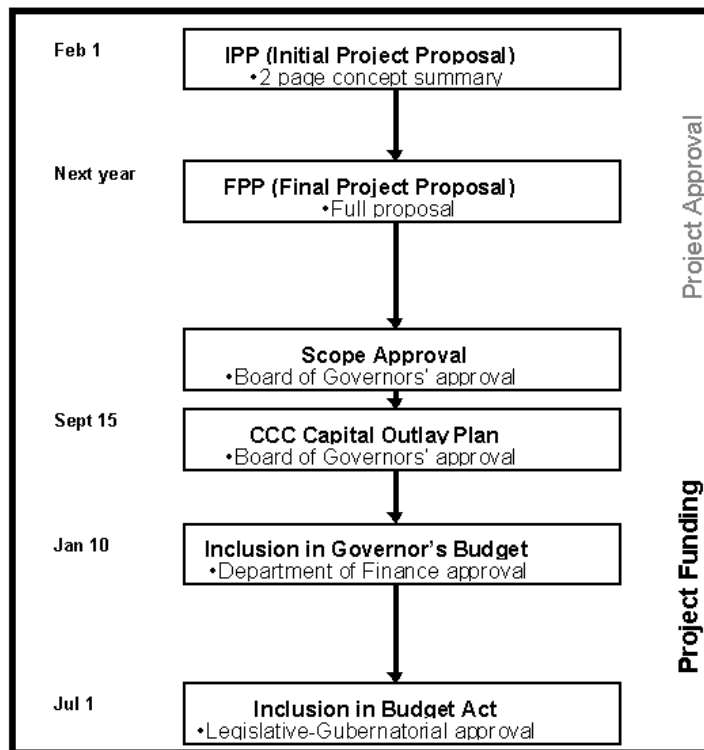 Feb 1
IPP (Initial Project Proposal)
•2 page concept summary
Project Approval
Next year
FPP (Final Project Proposal)
•Full proposal
Scope Approval
•Board of Governors' approval
Sept 15
CCC Capital Outlay Plan
•Board of Governors' approval
Project Funding
Jan 10
Inclusion in Governor's Budget
•Department of Finance approval
Jul 1
Inclusion in Budget Act
•Legislative-Gubernatorial approval